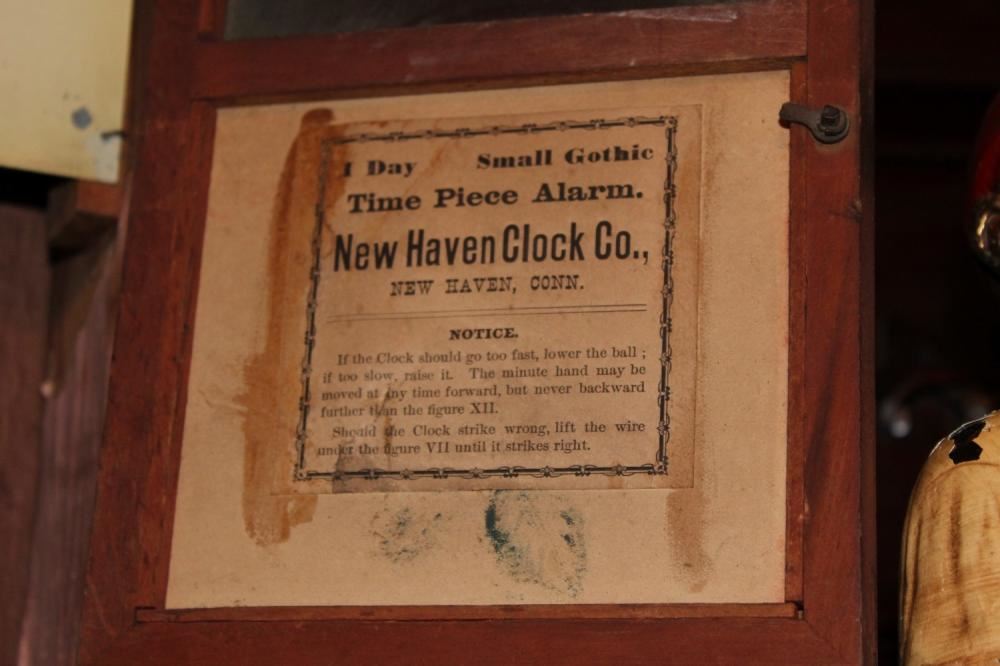 1 Day Small Gothic
Time Piece Alarm.
New Haven Clock Co.,
NEW HAVEN, CONN.
NOTICE.
If the Clock should go too fast, lower the ball ;
if too slow, raise it. The minute hand may be
moved at any time forward, but never backward
further than the figure XII.
Should the Clock strike wrong, lift the wire
under the figure VII until it strikes right.